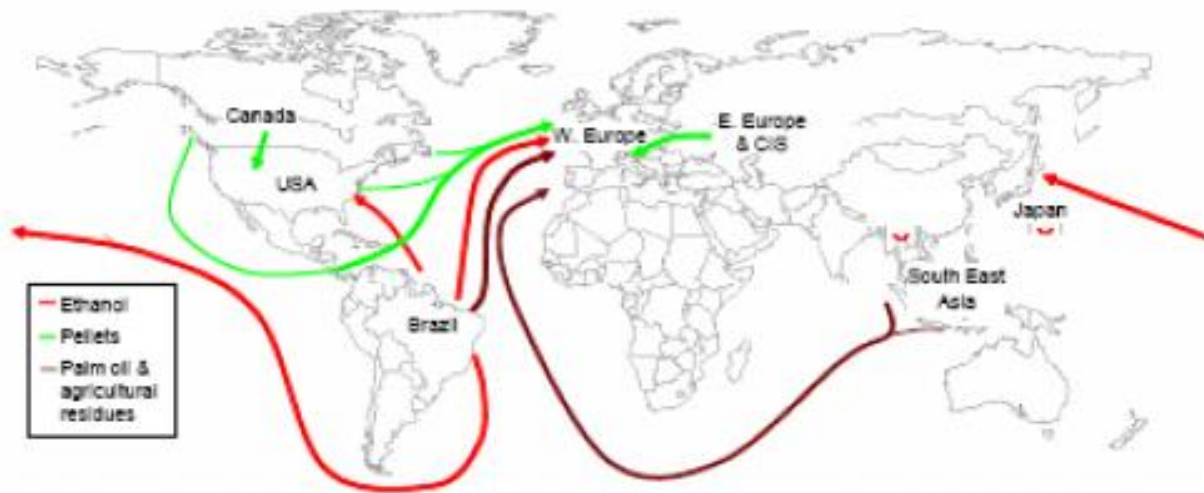 Canada
USA
W. Europe
E. Europe
& CIS
Japan
South East
Asia
Brazil
Ethanol
Pellets
Palm oil &
agricultural
residues